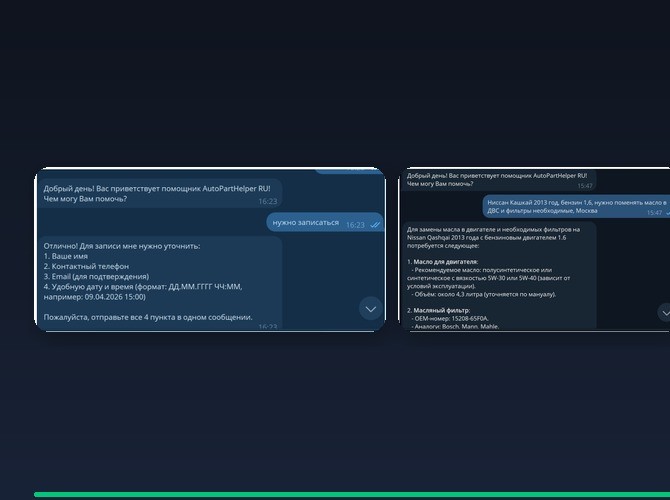 Добрый день! Вас приветствует помощник AutoPartHelper RU!
Чем могу Вам помочь?
16:23
нужно записаться 16:23
Отлично! Для записи мне нужно уточнить:
1. Ваше имя
2. Контактный телефон
3. Email (для подтверждения)
4. Удобную дату и время (формат: ДД.ММ.ГГГГ ЧЧ:ММ,
например: 09.04.2026 15:00)
Пожалуйста, отправьте все 4 пункта в одном сообщении.
16:23
Добрый день! Вас приветствует помощник AutoPartHelper RU!
Чем могу Вам помочь?
15:47
Ниссан Кашкай 2013 год, бензин 1,6, нужно поменять масло в
ДВС и фильтры необходимые, Москва
15:47
Для замены масла в двигателе и необходимых фильтров на
Nissan Qashqai 2013 года с бензиновым двигателем 1.6
потребуется следующее:
1. Масло для двигателя:
- Рекомендуемое масло: полусинтетическое или
синтетическое с вязкостью 5W-30 или 5W-40 (зависит от
условий эксплуатации).
- Объём: около 4,3 литра (уточняется по мануалу).
2. Масляный фильтр:
- OEM-номер: 15208-65F0A.
- Аналоги: Bosch, Mann, Mahle.